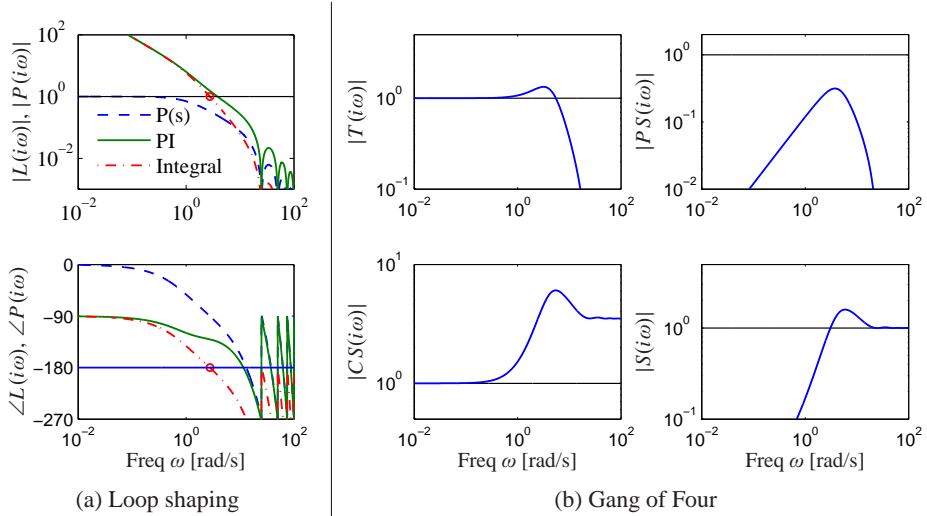 |L(iω)|, |P(iω)|
10^2
10^0
10^−2
P(s)
PI
Integral
10^−2 10^0 10^2
∠L(iω), ∠P(iω)
0
−90
−180
−270
10^−2 10^0 10^2
Freq ω [rad/s]
(a) Loop shaping
|T(iω)|
10^0
10^−1
10^−2 10^0 10^2
|PS(iω)|
10^0
10^−1
10^−2
10^−2 10^0 10^2
|CS(iω)|
10^1
10^0
10^−2 10^0 10^2
Freq ω [rad/s]
|S(iω)|
10^0
10^−1
10^−2 10^0 10^2
Freq ω [rad/s]
(b) Gang of Four